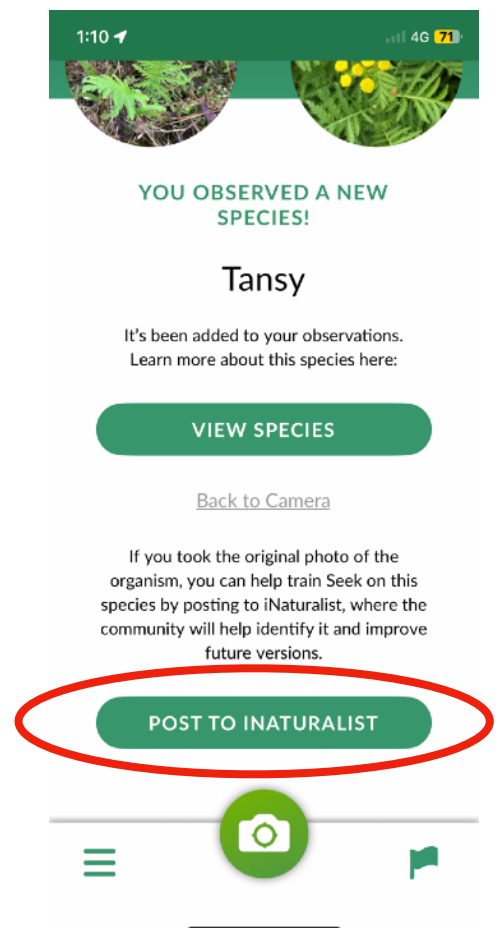 1:10 4G 71
YOU OBSERVED A NEW
SPECIES!
Tansy
It's been added to your observations.
Learn more about this species here:
VIEW SPECIES
Back to Camera
If you took the original photo of the
organism, you can help train Seek on this
species by posting to iNaturalist, where the
community will help identify it and improve
future versions.
POST TO INATURALIST